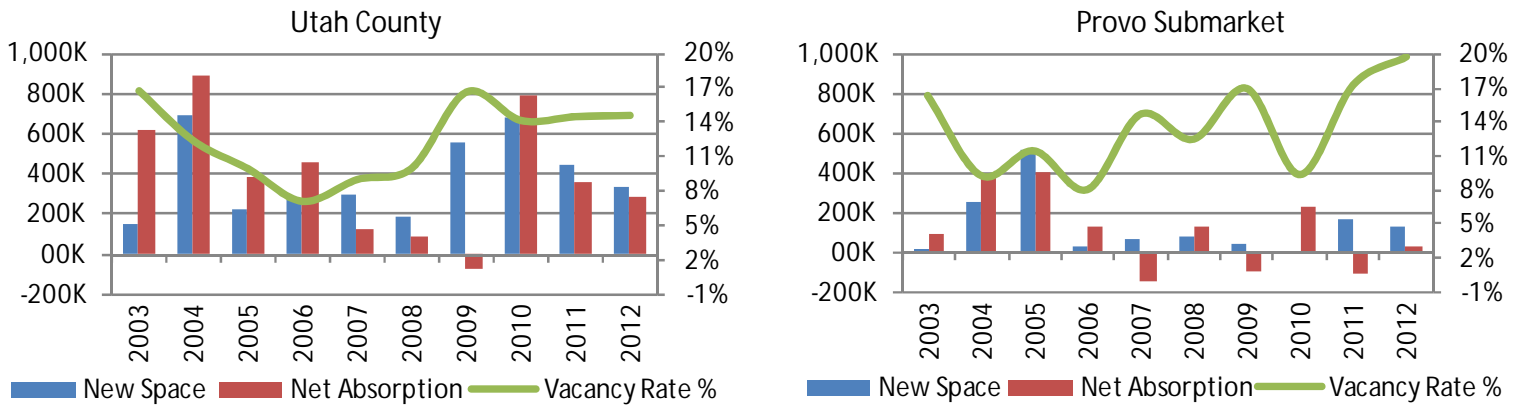 Utah County
1,000K
800K
600K
400K
200K
00K
-200K
20%
17%
14%
11%
8%
5%
2%
-1%
2003 2004 2005 2006 2007 2008 2009 2010 2011 2012
New Space Net Absorption Vacancy Rate %
Provo Submarket
1,000K
800K
600K
400K
200K
00K
-200K
20%
17%
14%
11%
8%
5%
2%
-1%
2003 2004 2005 2006 2007 2008 2009 2010 2011 2012
New Space Net Absorption Vacancy Rate %